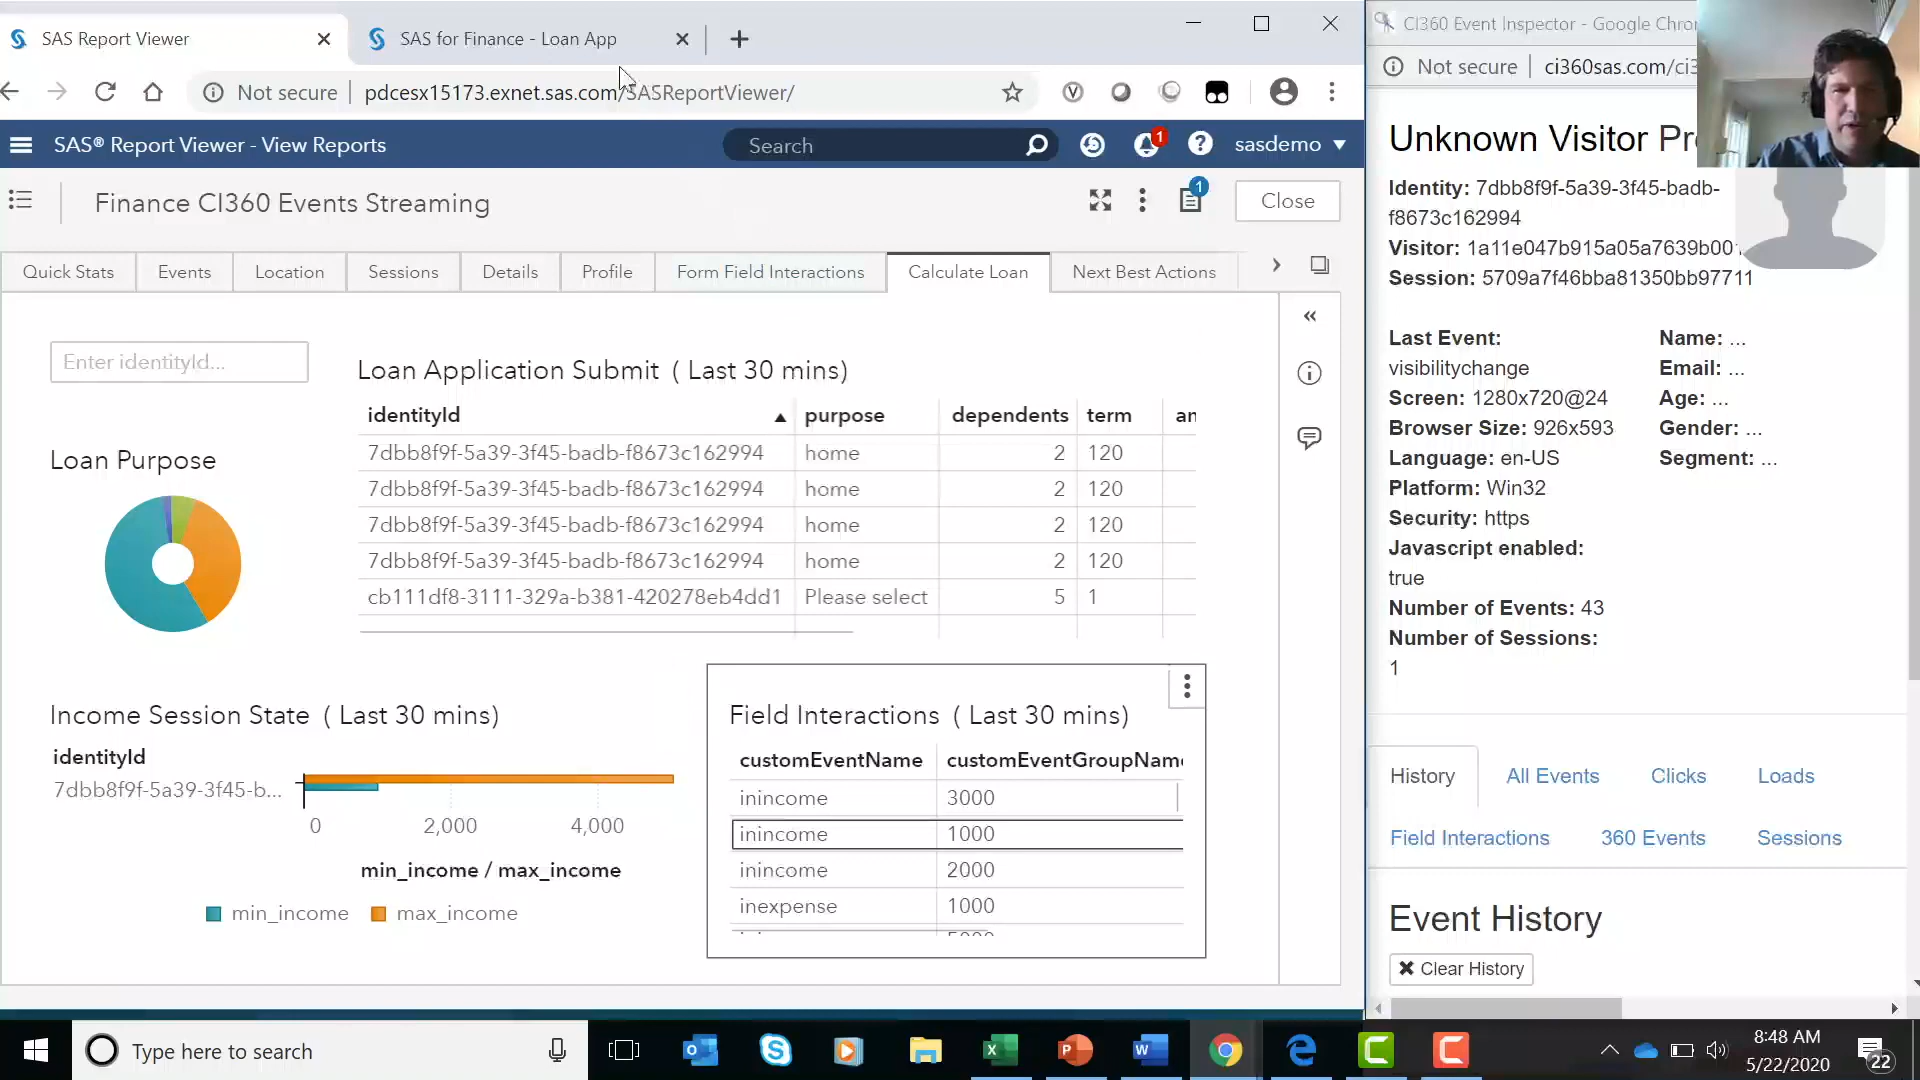 SAS Report Viewer
SAS for Finance - Loan App
Not secure
pdcesx15173.exnet.sas.com/SASReportViewer/
SAS® Report Viewer - View Reports
Search
1
sasdemo
Finance CI360 Events Streaming
1
Close
Quick Stats
Events
Location
Sessions
Details
Profile
Form Field Interactions
Calculate Loan
Next Best Actions
Enter identityId...
Loan Purpose
Loan Application Submit ( Last 30 mins)
identityId purpose dependents term
7dbb8f9f-5a39-3f45-badb-f8673c162994 home 2 120
7dbb8f9f-5a39-3f45-badb-f8673c162994 home 2 120
7dbb8f9f-5a39-3f45-badb-f8673c162994 home 2 120
7dbb8f9f-5a39-3f45-badb-f8673c162994 home 2 120
cb111df8-3111-329a-b381-420278eb4dd1 Please select 5 1
Income Session State ( Last 30 mins)
identityId
7dbb8f9f-5a39-3f45-b...
0 2,000 4,000
min_income / max_income
min_income max_income
Field Interactions ( Last 30 mins)
customEventName customEventGroupName
inincome 3000
inincome 1000
inincome 2000
inexpense 1000
CI360 Event Inspector - Google Chro
Not secure
ci360sas.com/ci3
Unknown Visitor Pr
Identity: 7dbb8f9f-5a39-3f45-badb-
f8673c162994
Visitor: 1a11e047b915a05a7639b00
Session: 5709a7f46bba81350bb97711
Last Event:
visibilitychange
Screen: 1280x720@24
Browser Size: 926x593
Language: en-US
Platform: Win32
Security: https
Javascript enabled:
true
Number of Events: 43
Number of Sessions:
1
Name: ...
Email: ...
Age: ...
Gender: ...
Segment: ...
History
All Events
Clicks
Loads
Field Interactions
360 Events
Sessions
Event History
Clear History
Type here to search
8:48 AM
5/22/2020
22